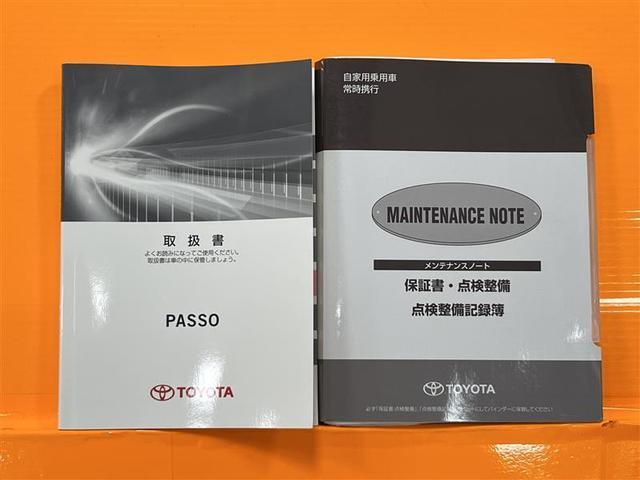 取扱書
よくお読みになってご使用ください。
取扱書は車の中に保管しましょう。
PASSO
TOYOTA
自家用乗用車
常時携行
MAINTENANCE NOTE
メンテナンスノート
保証書・点検整備
点検整備記録簿
TOYOTA